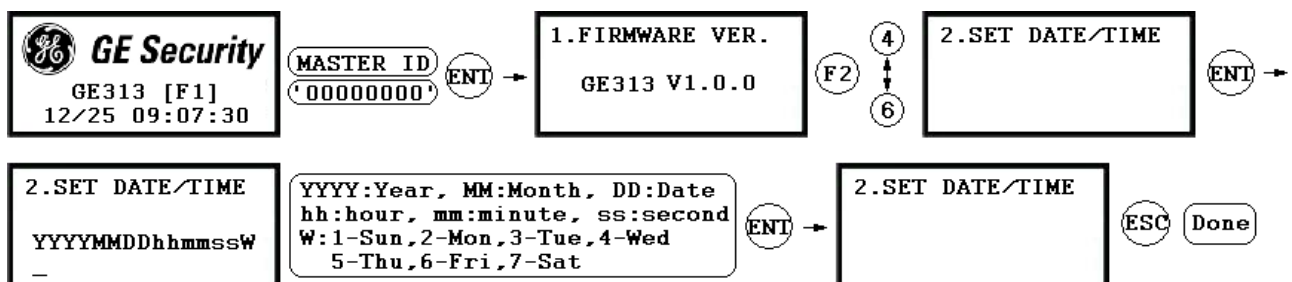 GE Security
GE313 [F1]
12/25 09:07:30
MASTER ID
'00000000'
ENT
1.FIRMWARE VER.
GE313 V1.0.0
F2
4
6
2.SET DATE/TIME
ENT
2.SET DATE/TIME
YYYYMMDDhhmmssW
_
YYYY:Year, MM:Month, DD:Date
hh:hour, mm:minute, ss:second
W:1-Sun,2-Mon,3-Tue,4-Wed
5-Thu,6-Fri,7-Sat
ENT
2.SET DATE/TIME
ESC
Done